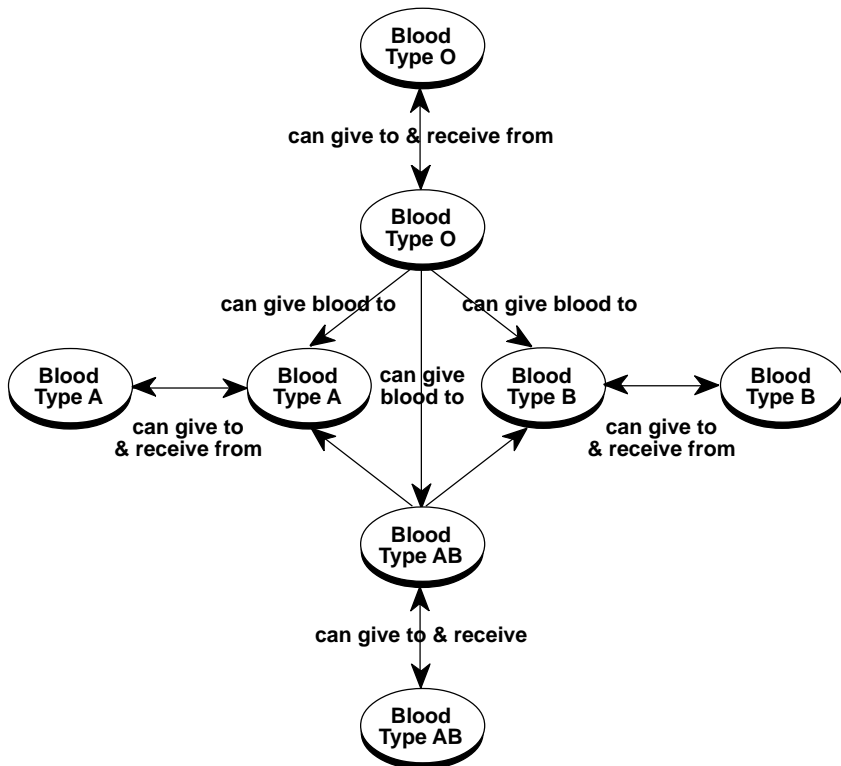 Blood
Type O
can give to & receive from
Blood
Type O
can give blood to
can give blood to
Blood
Type A
Blood
Type A
can give
blood to
Blood
Type B
Blood
Type B
can give to
& receive from
can give to
& receive from
Blood
Type AB
can give to & receive
Blood
Type AB